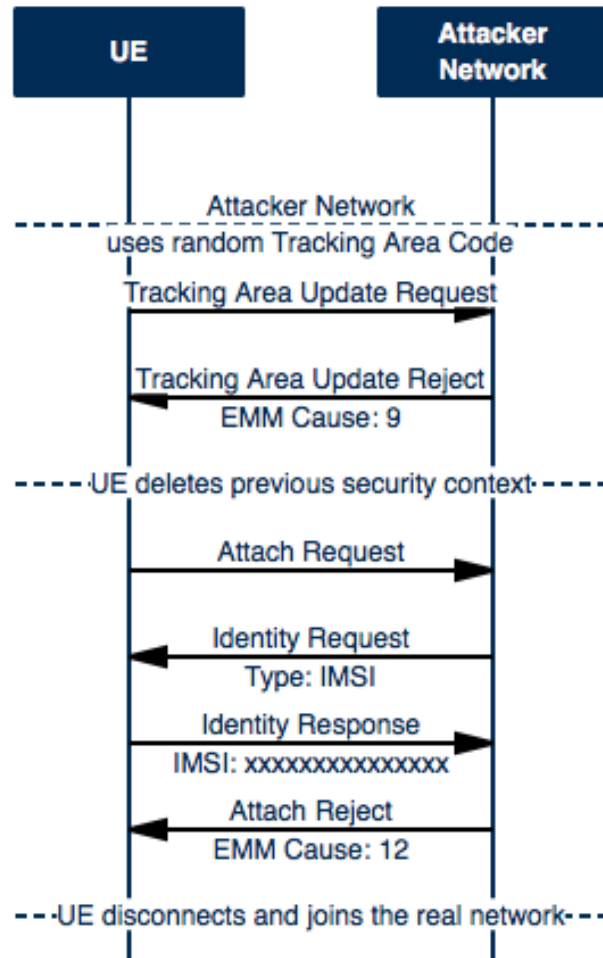 UE
Attacker
Network
Attacker Network
uses random Tracking Area Code
Tracking Area Update Request
Tracking Area Update Reject
EMM Cause: 9
UE deletes previous security context
Attach Request
Identity Request
Type: IMSI
Identity Response
IMSI: xxxxxxxxxxxxxxx
Attach Reject
EMM Cause: 12
UE disconnects and joins the real network